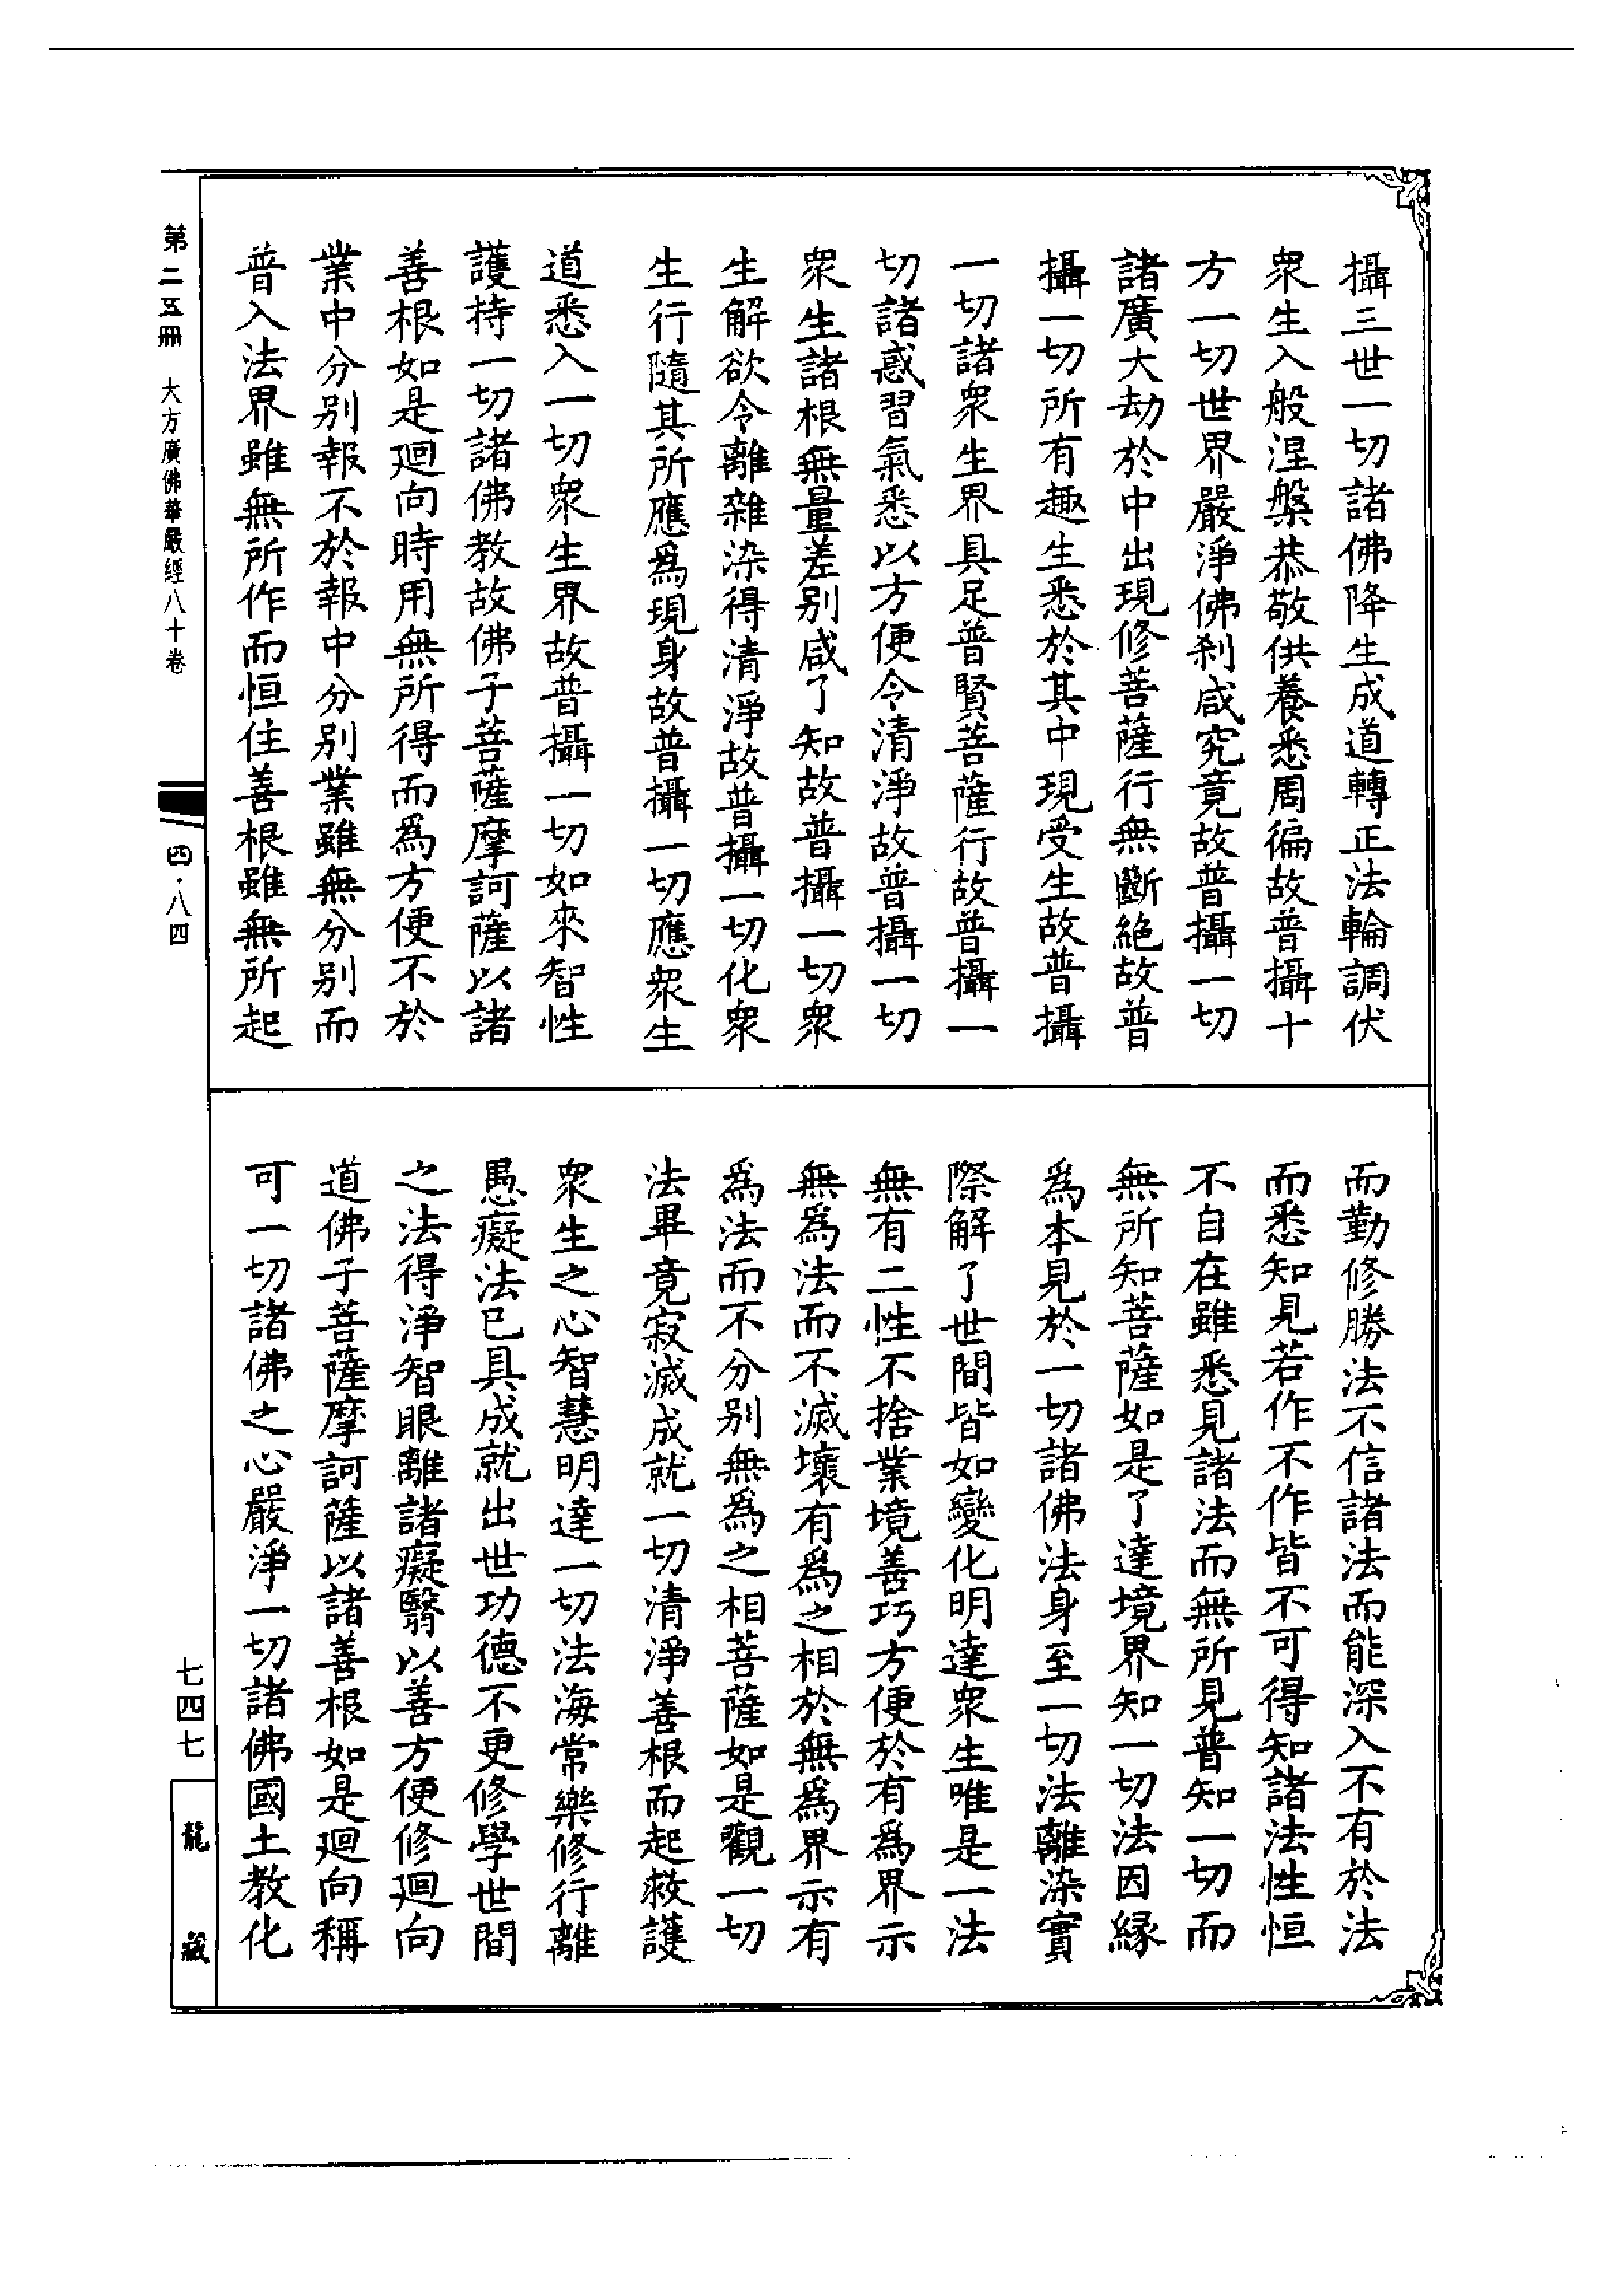 攝三世一切諸佛降生成道轉正法輪調伏
衆生入般涅槃恭敬供養悉周徧故普攝十
方一切世界嚴淨佛刹咸究竟故普攝一切
諸廣大劫於中出現修菩薩行無斷絶故普
攝一切所有趣生悉於其中現受生故普攝
一切諸衆生界具足普賢菩薩行故普攝一
切諸惑習氣悉以方便令清淨故普攝一切
衆生諸根無量差別咸了知故普攝一切衆
生解欲令離雜染得清淨故普攝一切化衆
生行隨其所應爲現身故普攝一切應衆生
道悉入一切衆生界故普攝一切如來智性
護持一切諸佛教故佛子菩薩摩訶薩以諸
善根如是迴向時用無所得而爲方便不於
業中分別報不於報中分別業雖無分別而
普入法界雖無所作而恒住善根雖無所起
而勤修勝法不信諸法而能深入不有於法
而悉知見若作不作皆不可得知諸法性恒
不自在雖悉見諸法而無所見普知一切而
無所知菩薩如是了達境界知一切法因緣
爲本見於一切諸佛法身至一切法離染實
際解了世間皆如變化明達衆生唯是一法
無有二性不捨業境善巧方便於有爲界示
無爲法而不滅壞有爲之相於無爲界示有
爲法而不分別無爲之相菩薩如是觀一切
法畢竟寂滅成就一切清淨善根而起救護
衆生之心智慧明達一切法海常樂修行離
愚癡法已具成就出世功德不更修學世間
之法得淨智眼離諸癡翳以善方便修迴向
道佛子菩薩摩訶薩以諸善根如是迴向稱
可一切諸佛之心嚴淨一切諸佛國土教化
第二五冊 大方廣佛華嚴經八十卷
四·八四
七四七
龍藏